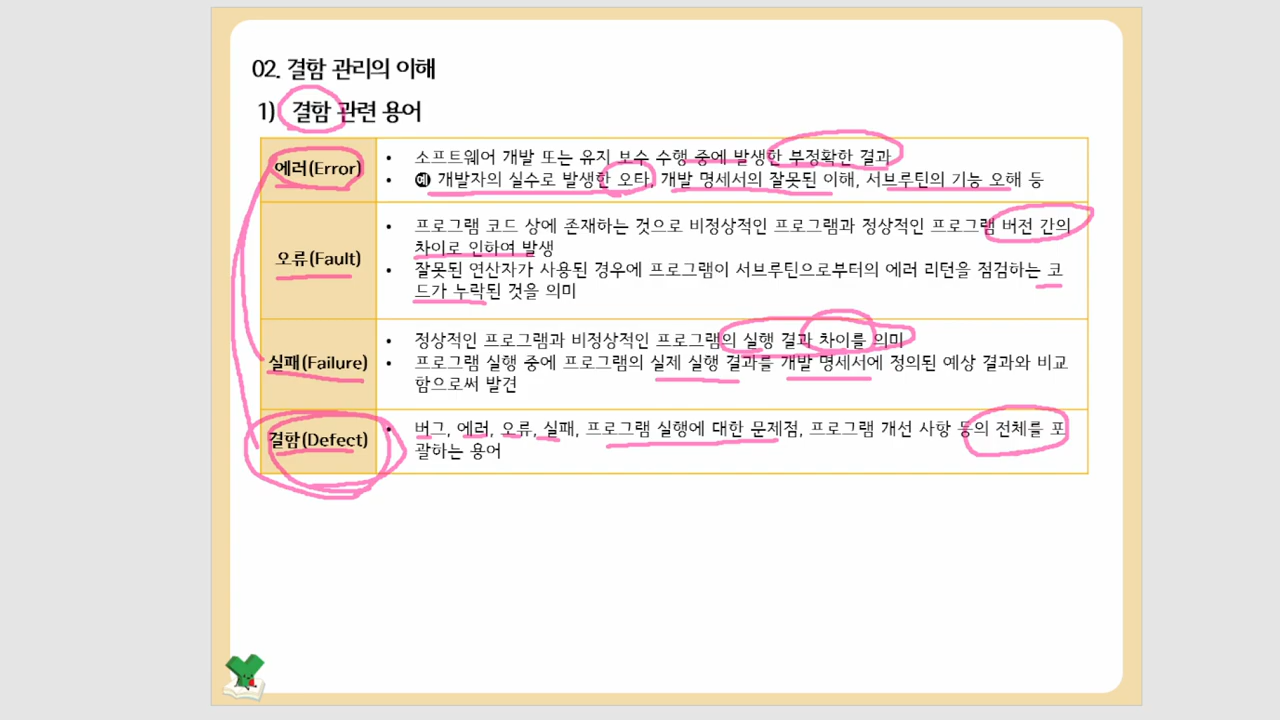 02. 결함 관리의 이해
1) 결함 관련 용어
에러(Error)
• 소프트웨어 개발 또는 유지 보수 수행 중에 발생한 부정확한 결과
• 예 개발자의 실수로 발생한 오타, 개발 명세서의 잘못된 이해, 서브루틴의 기능 오해 등
오류(Fault)
• 프로그램 코드 상에 존재하는 것으로 비정상적인 프로그램과 정상적인 프로그램 버전 간의
차이로 인하여 발생
• 잘못된 연산자가 사용된 경우에 프로그램이 서브루틴으로부터의 에러 리턴을 점검하는 코
드가 누락된 것을 의미
실패(Failure)
• 정상적인 프로그램과 비정상적인 프로그램의 실행 결과 차이를 의미
• 프로그램 실행 중에 프로그램의 실제 실행 결과를 개발 명세서에 정의된 예상 결과와 비교
함으로써 발견
결함(Defect)
• 버그, 에러, 오류, 실패, 프로그램 실행에 대한 문제점, 프로그램 개선 사항 등의 전체를 포
괄하는 용어